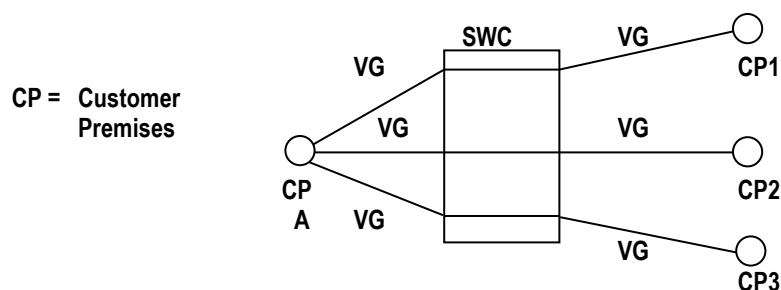 SWC
VG
VG
CP1
CP = Customer
Premises
VG
VG
CP
A
CP2
VG
VG
CP3